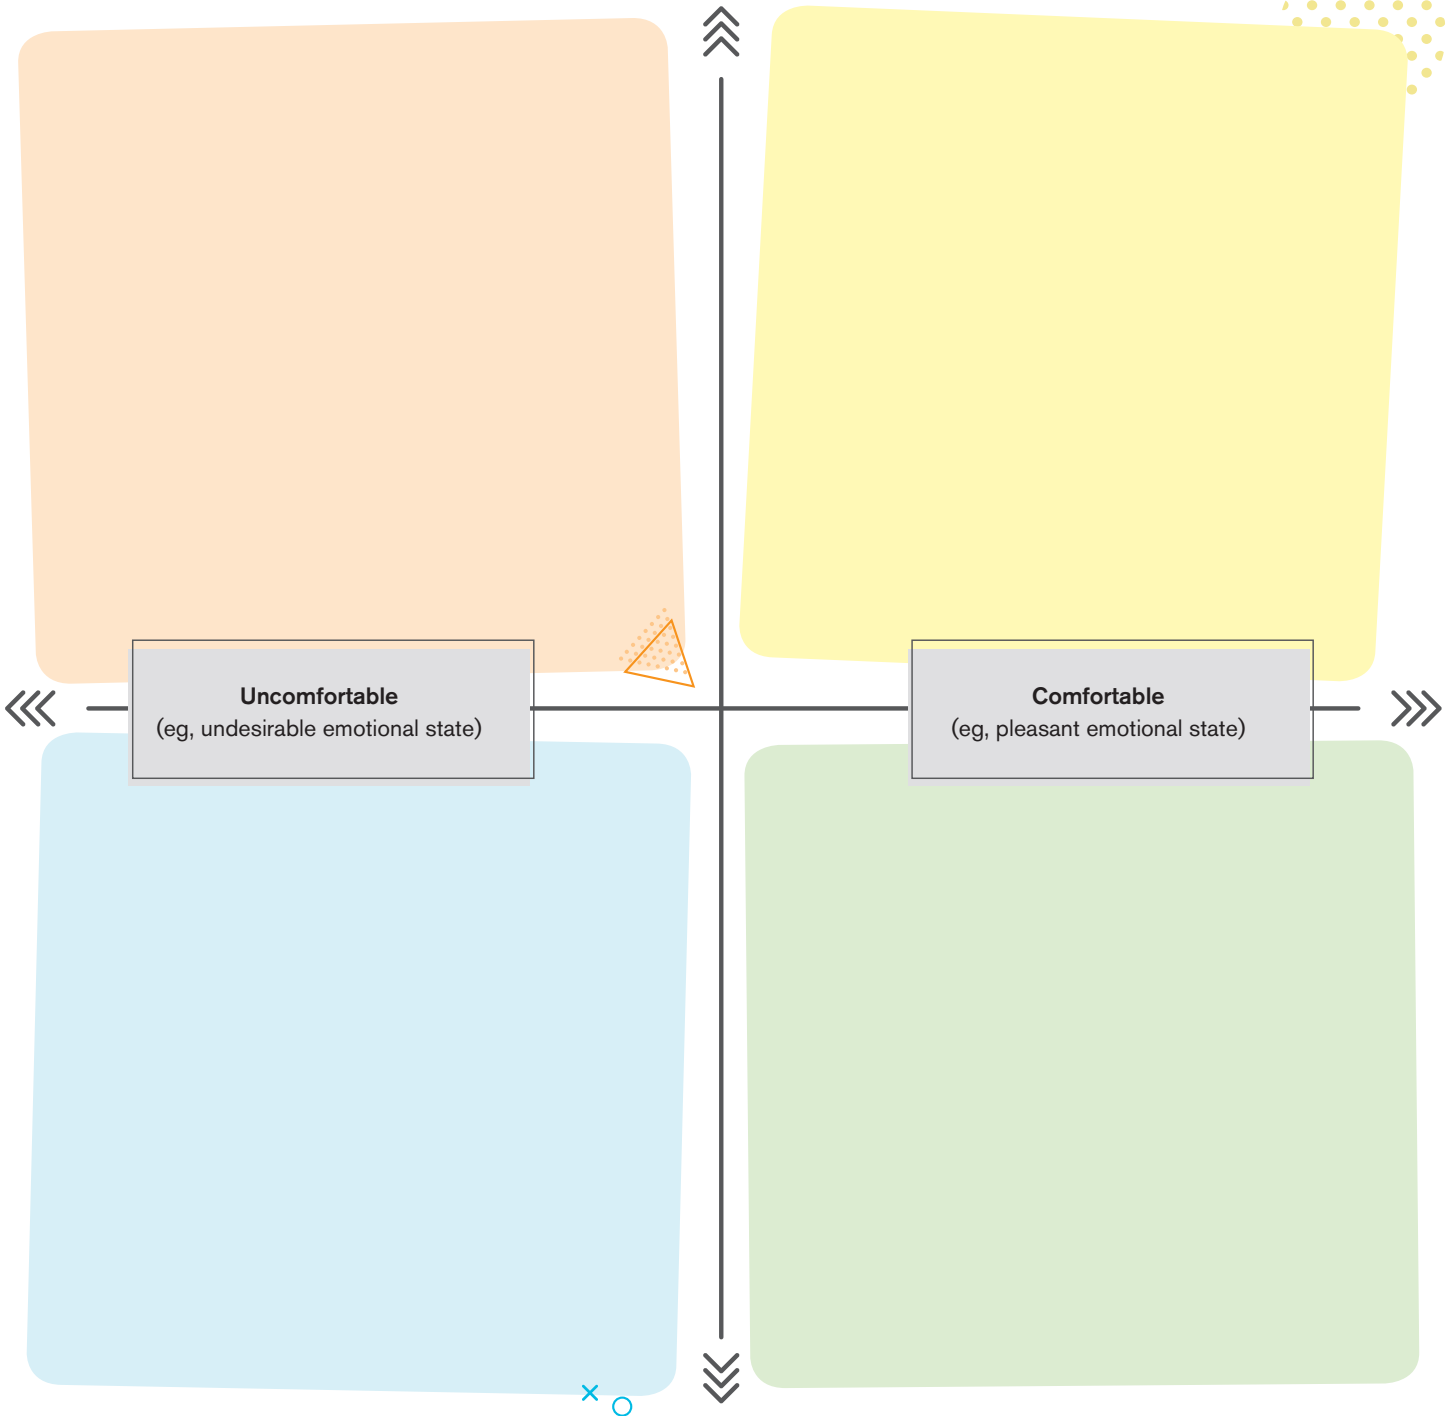 Uncomfortable
(eg, undesirable emotional state)
Comfortable
(eg, pleasant emotional state)